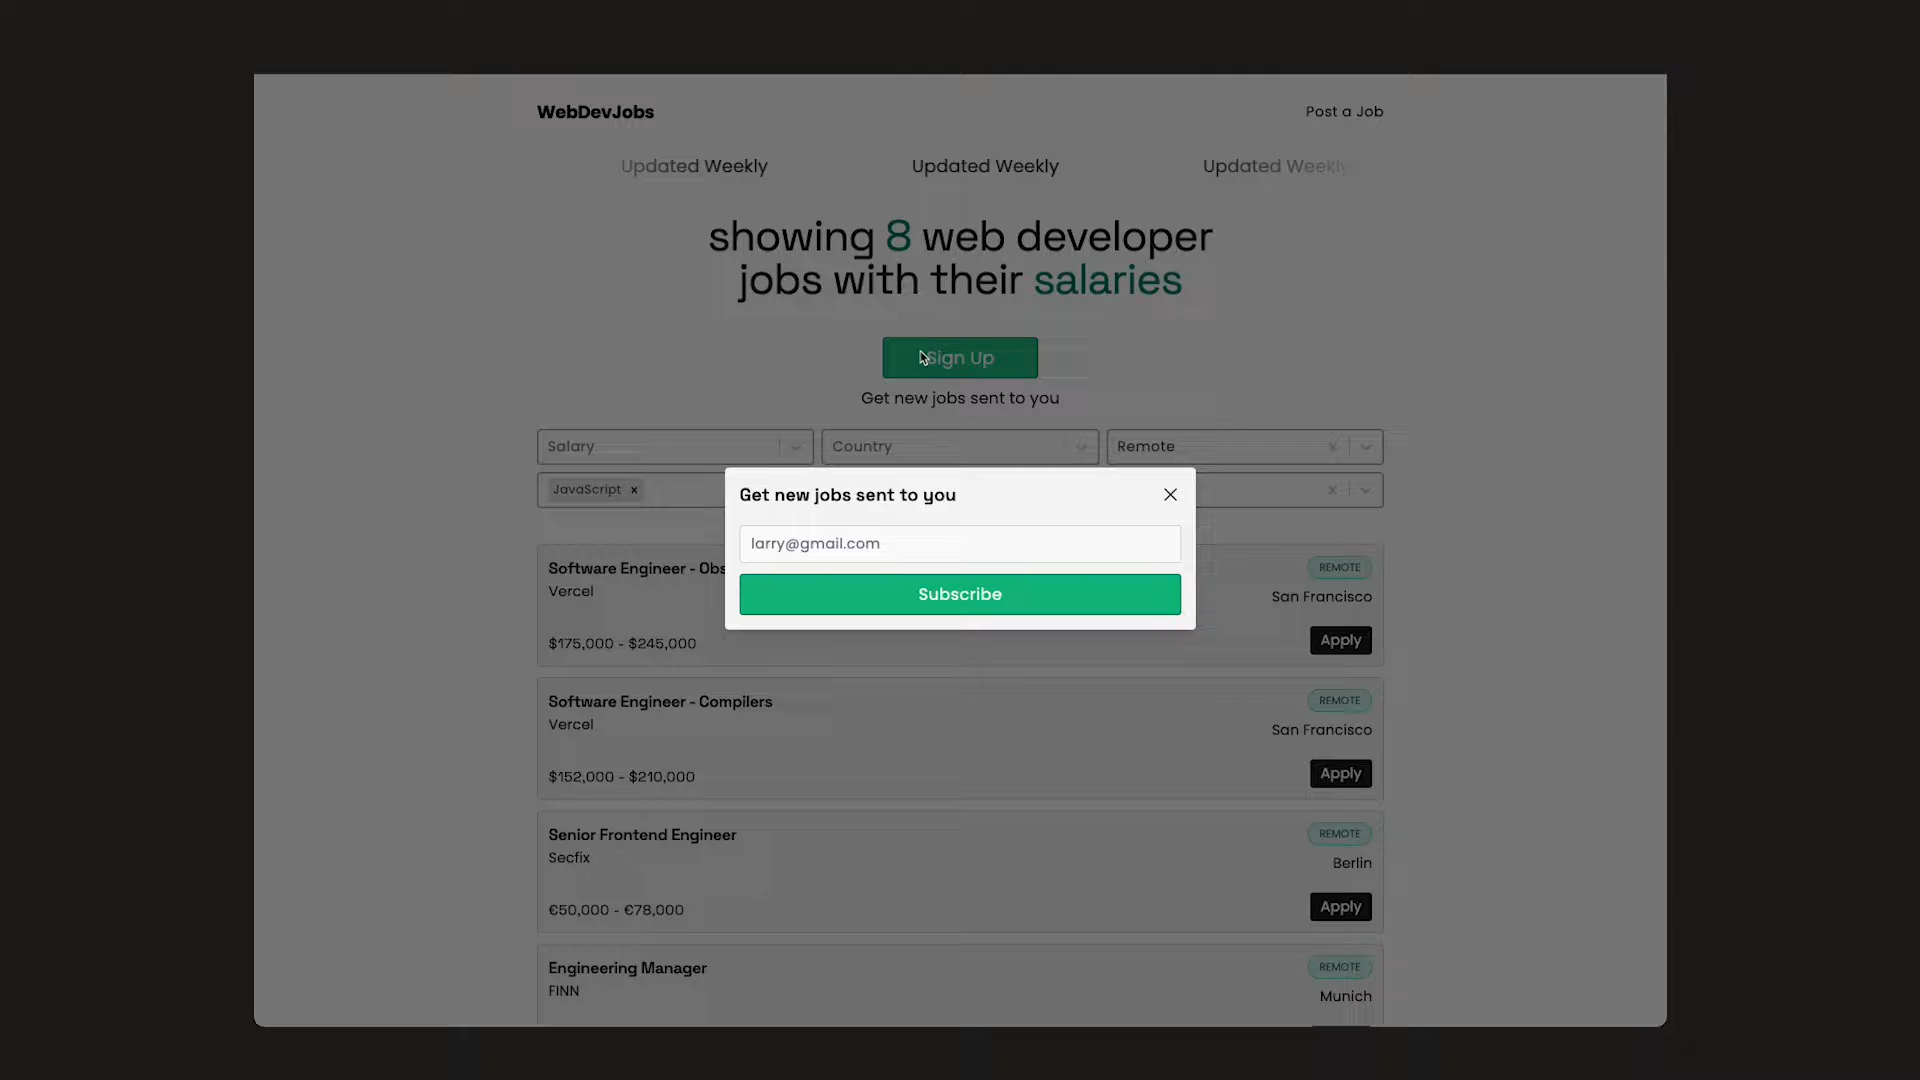 WebDevJobs
Post a Job
Updated Weekly Updated Weekly Updated Weekly
showing 8 web developer
jobs with their salaries
Sign Up
Get new jobs sent to you
Salary
Country
Remote
JavaScript
Get new jobs sent to you
larry@gmail.com
Subscribe
Software Engineer - Obs
Vercel
$175,000 - $245,000
REMOTE
San Francisco
Apply
Software Engineer - Compilers
Vercel
$152,000 - $210,000
REMOTE
San Francisco
Apply
Senior Frontend Engineer
Secfix
€50,000 - €78,000
REMOTE
Berlin
Apply
Engineering Manager
FINN
REMOTE
Munich